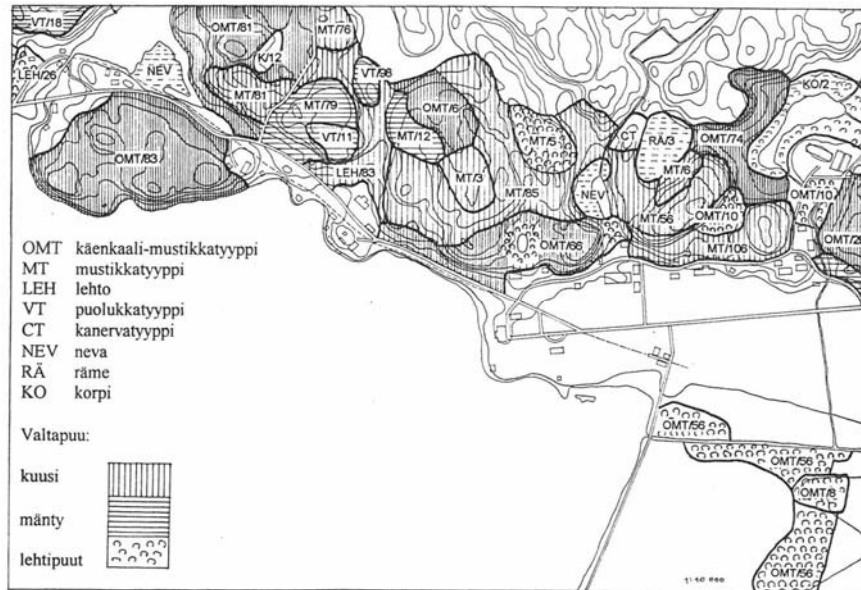 VT/18
OMT/81
MT/76
K/12
LEH/26
NEV
VT/98
KO/2
MT/81
MT/79
OMT/6
VT/11
MT/12
MT/5
CT
RÄ/3
OMT/74
OMT/83
LEH/83
MT/3
MT/85
NEV
MT/6
MT/56
OMT/10
OMT/10
OMT/66
MT/106
OMT käenkaali-mustikkatyyppi
MT mustikkatyyppi
LEH lehto
VT puolukkatyyppi
CT kanervatyyppi
NEV neva
RÄ räme
KO korpi
Valtapuu:
kuusi
mänty
lehtipuut
OMT/56
OMT/56
OMT/8
OMT/56
1:10 000